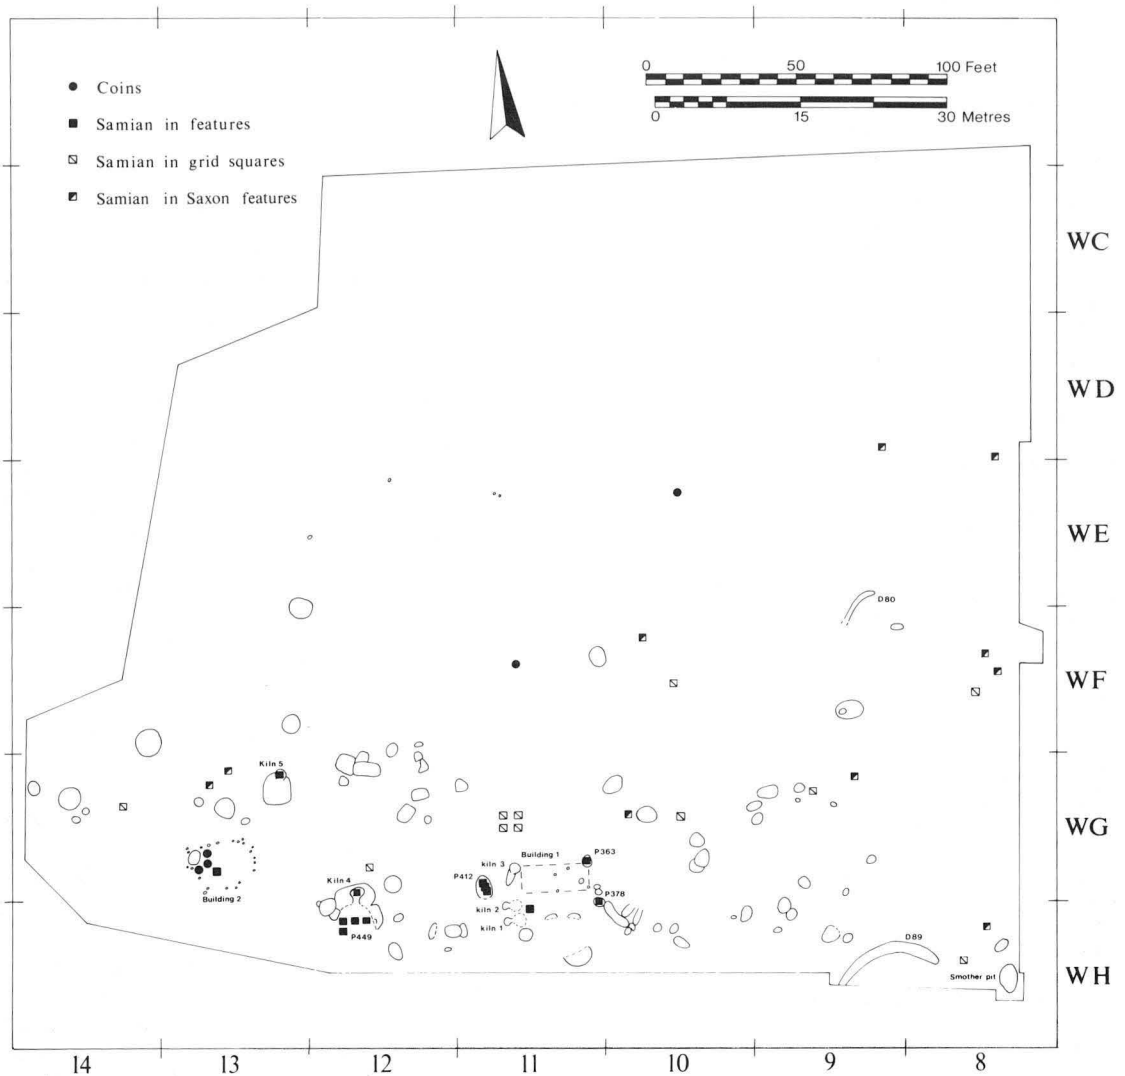 0 50 100 Feet
0 15 30 Metres
Coins
Samian in features
Samian in grid squares
Samian in Saxon features
WC
WD
WE
D80
WF
Kiln 5
WG
Building 1
P363
kiln 3
P412
Kiln 4
Building 2
P378
kiln 2
kiln 1
P449
D89
Smother pit
WH
14 13 12 11 10 9 8